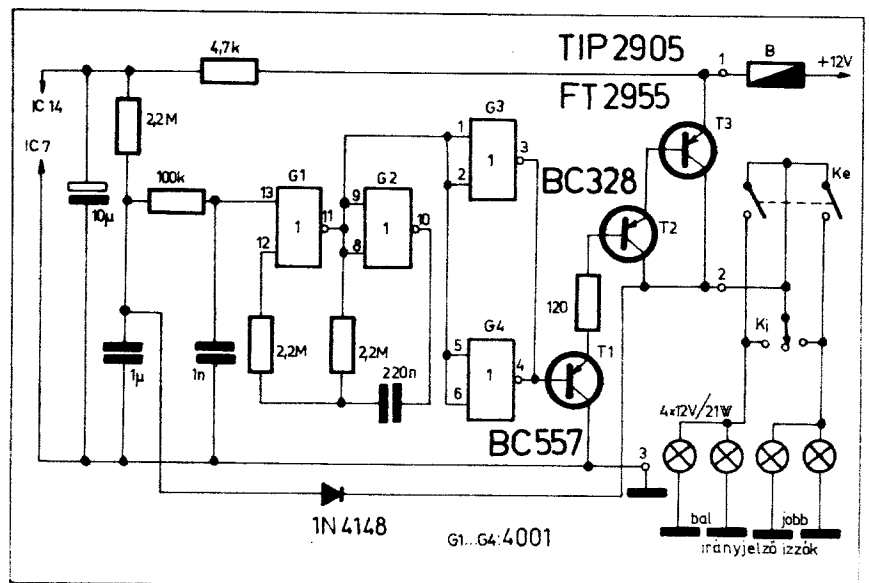 4,7k
TIP 2905
1
B
+12V
FT 2955
IC 14
2,2M
G3
T3
IC 7
1
3
1
2
BC328
Ke
100k
13
G1
11
9
G2
10
10µ
1
1
T2
12
8
120
2
2,2M
2,2M
G4
Ki
5
T1
1µ
1n
220n
1
4
6
4x12V/21W
BC557
3
1N4148
G1...G4:4001
bal
jobb
irányjelző izzók